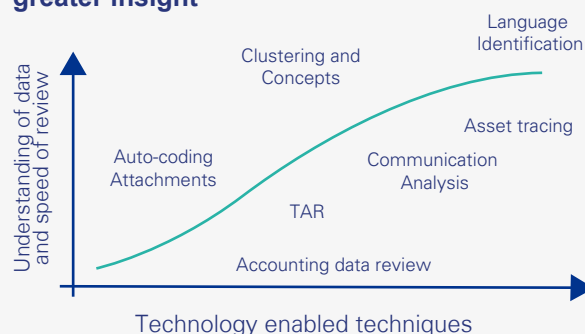 greater insight
Language
Identification
Clustering and
Concepts
Understanding of data
and speed of review
Asset tracing
Auto-coding
Attachments
Communication
Analysis
TAR
Accounting data review
Technology enabled techniques